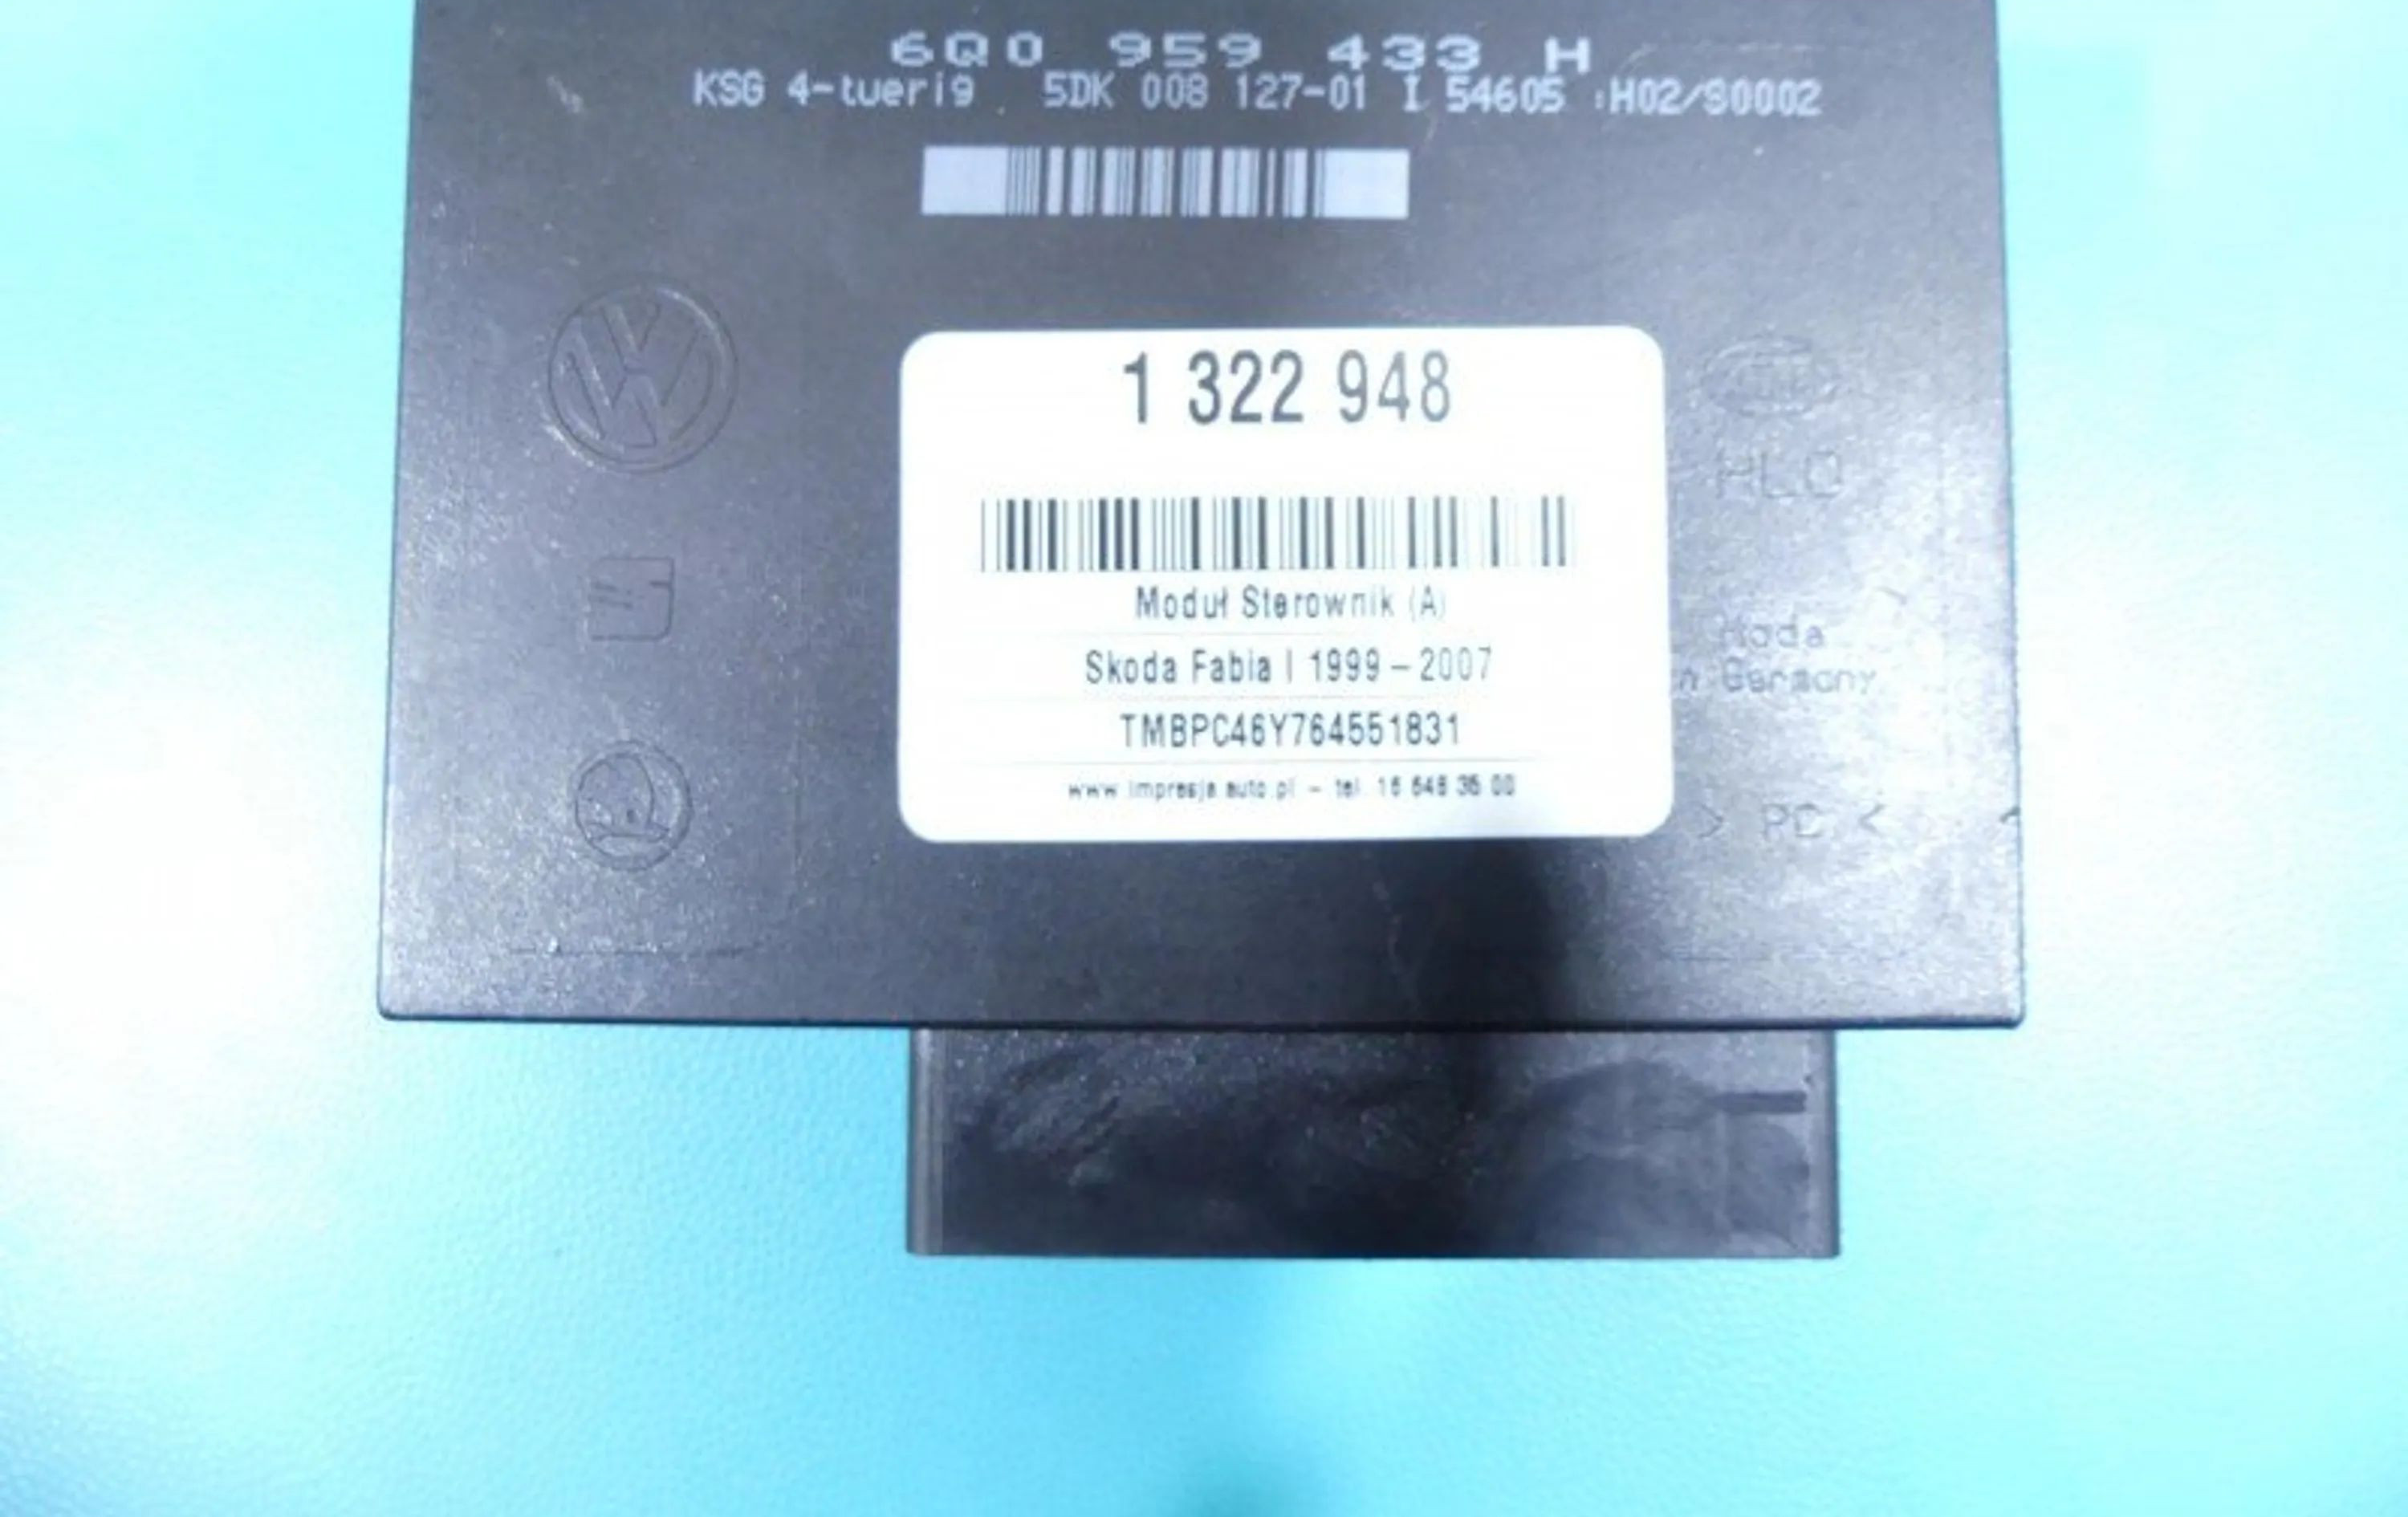 6Q0 959 433 H
KSG 4-tuerig 5DK 008 127-01 I 54605 :H02/S0002
1 322 948
HLO
Moduł Sterownik (A)
Skoda Fabia I 1999 – 2007
Made
in Germany
TMBPC46Y764551831
www.impresja.auto.pl – tel. 16 648 36 00
> PC <